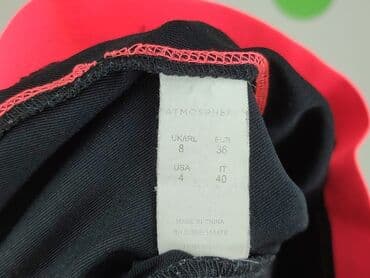 ATMOSPHERE
UK/IRL EUR
8 36
USA IT
4 40
MADE IN CHINA